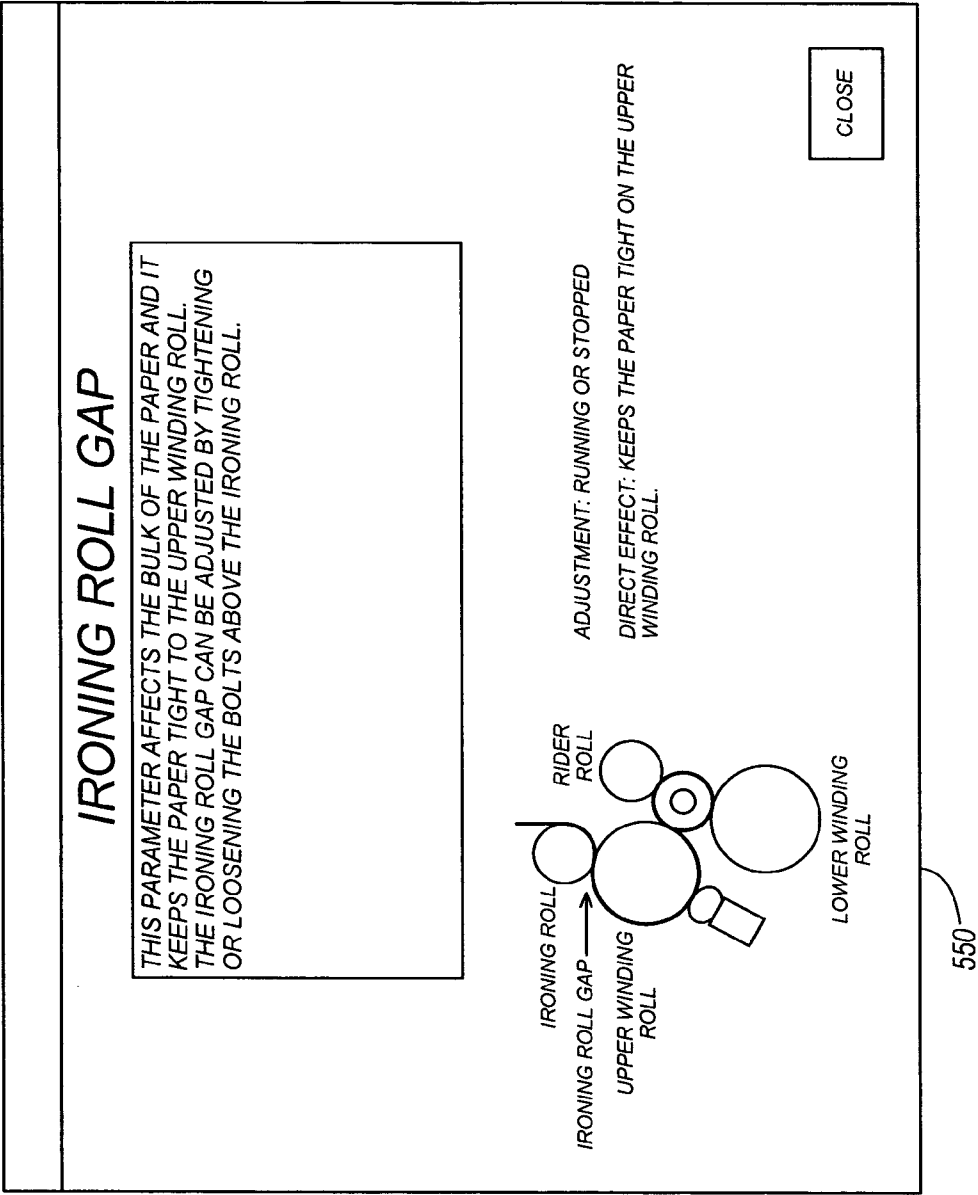 IRONING ROLL GAP
THIS PARAMETER AFFECTS THE BULK OF THE PAPER AND IT
KEEPS THE PAPER TIGHT TO THE UPPER WINDING ROLL.
THE IRONING ROLL GAP CAN BE ADJUSTED BY TIGHTENING
OR LOOSENING THE BOLTS ABOVE THE IRONING ROLL.
IRONING ROLL
IRONING ROLL GAP
UPPER WINDING
ROLL
RIDER
ROLL
LOWER WINDING
ROLL
ADJUSTMENT: RUNNING OR STOPPED
DIRECT EFFECT: KEEPS THE PAPER TIGHT ON THE UPPER
WINDING ROLL.
CLOSE
550